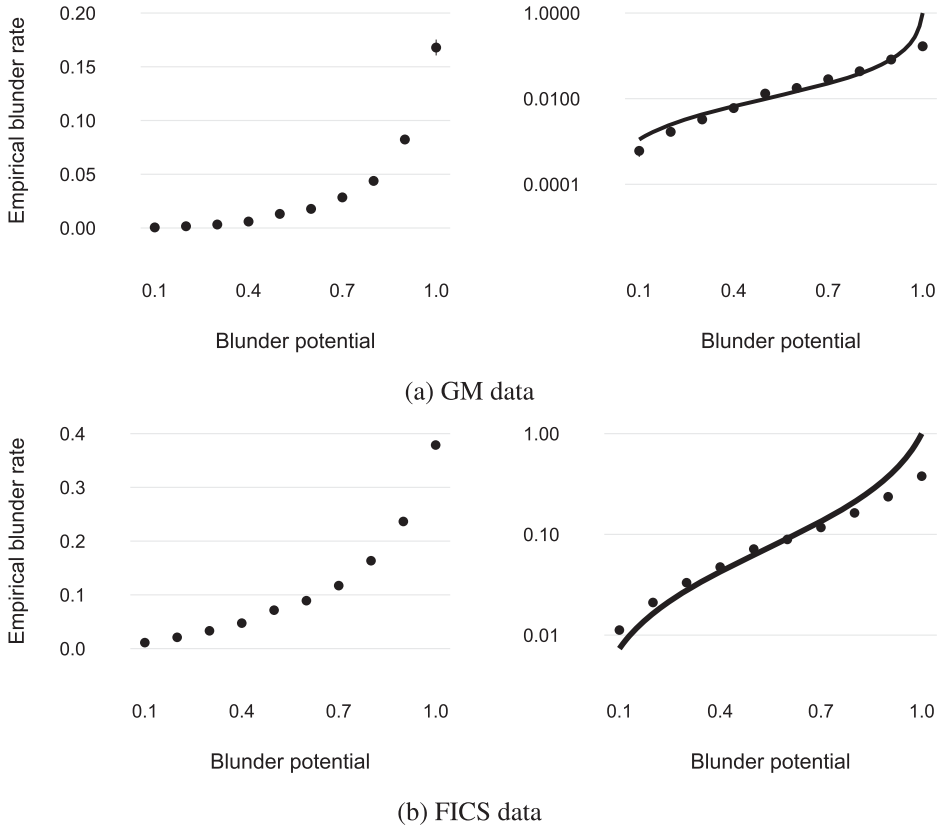 Empirical blunder rate
0.20
0.15
0.10
0.05
0.00
0.1 0.4 0.7 1.0
Blunder potential
1.0000
0.0100
0.0001
0.1 0.4 0.7 1.0
Blunder potential
(a) GM data
Empirical blunder rate
0.4
0.3
0.2
0.1
0.0
0.1 0.4 0.7 1.0
Blunder potential
1.00
0.10
0.01
0.1 0.4 0.7 1.0
Blunder potential
(b) FICS data